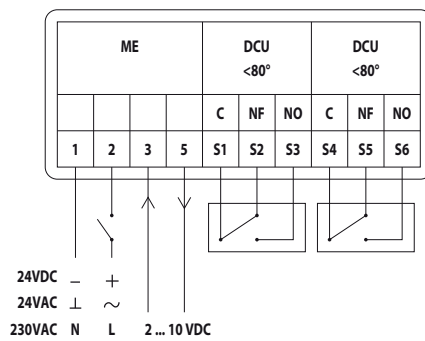 ME DCU DCU
<80° <80°
C NF NO C NF NO
1 2 3 5 S1 S2 S3 S4 S5 S6
24VDC – +
24VAC ⊥ ~
230VAC N L 2 ... 10 VDC